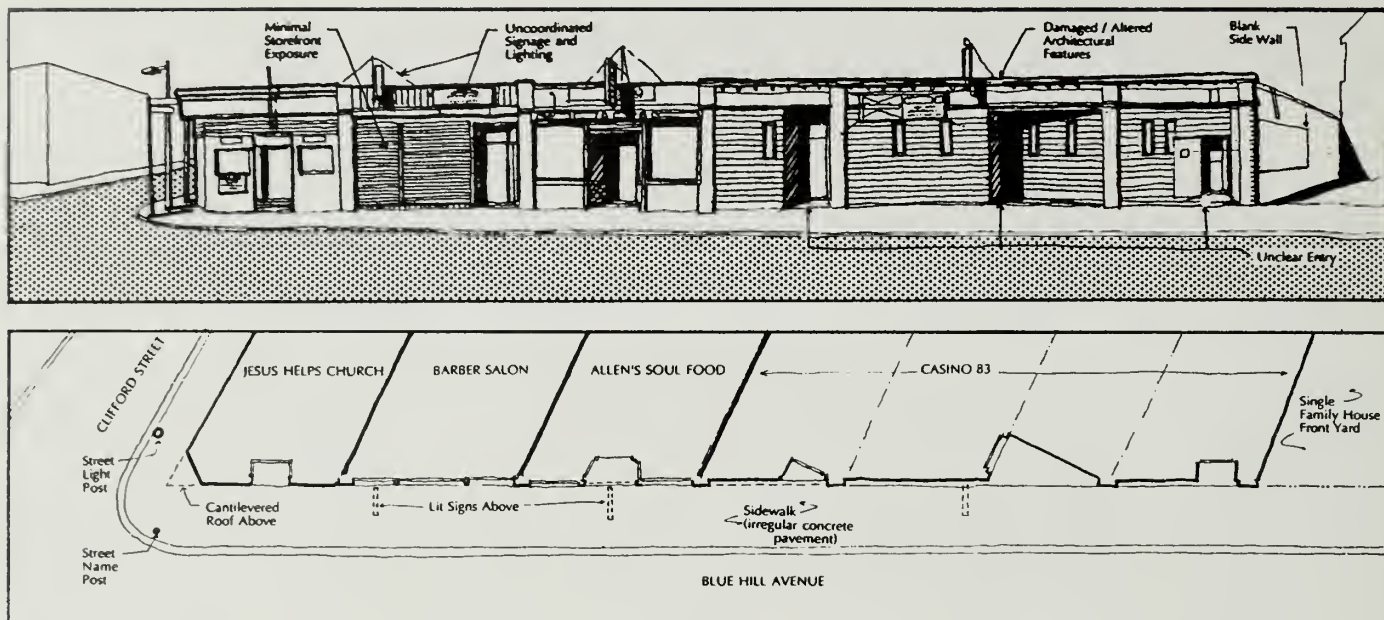 Minimal
Storefront
Exposure
Uncoordinated
Signage and
Lighting
Damaged / Altered
Architectural
Features
Blank
Side Wall
Unclear Entry
CLIFFORD STREET
JESUS HELPS CHURCH
BARBER SALON
ALLEN'S SOUL FOOD
CASINO 83
Single
Family House
Front Yard
Street
Light
Post
Cantilevered
Roof Above
Lit Signs Above
Sidewalk
(irregular concrete
pavement)
Street
Name
Post
BLUE HILL AVENUE